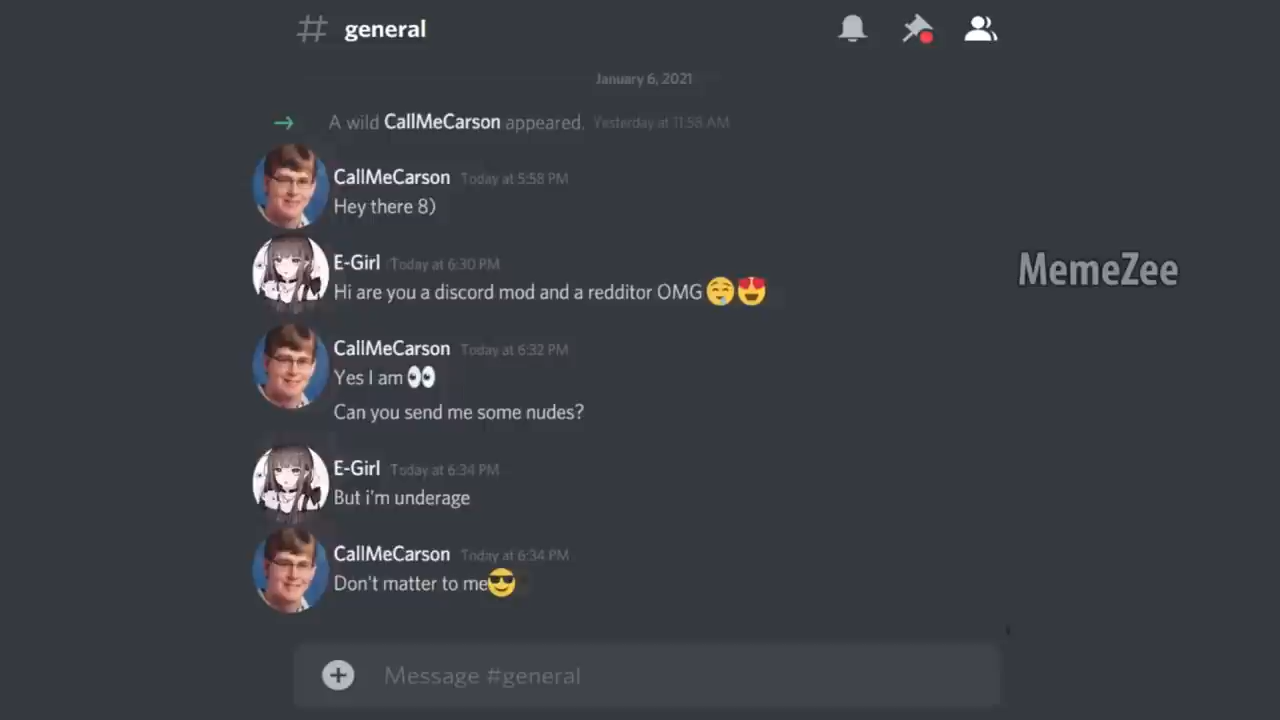 # general
January 6, 2021
A wild CallMeCarson appeared. Yesterday at 11:58 AM
CallMeCarson Today at 5:58 PM
Hey there 8)
E-Girl Today at 6:30 PM
Hi are you a discord mod and a redditor OMG 🤤😍
MemeZee
CallMeCarson Today at 6:32 PM
Yes I am 👀
Can you send me some nudes?
E-Girl Today at 6:34 PM
But i'm underage
CallMeCarson Today at 6:34 PM
Don't matter to me😎
Message #general